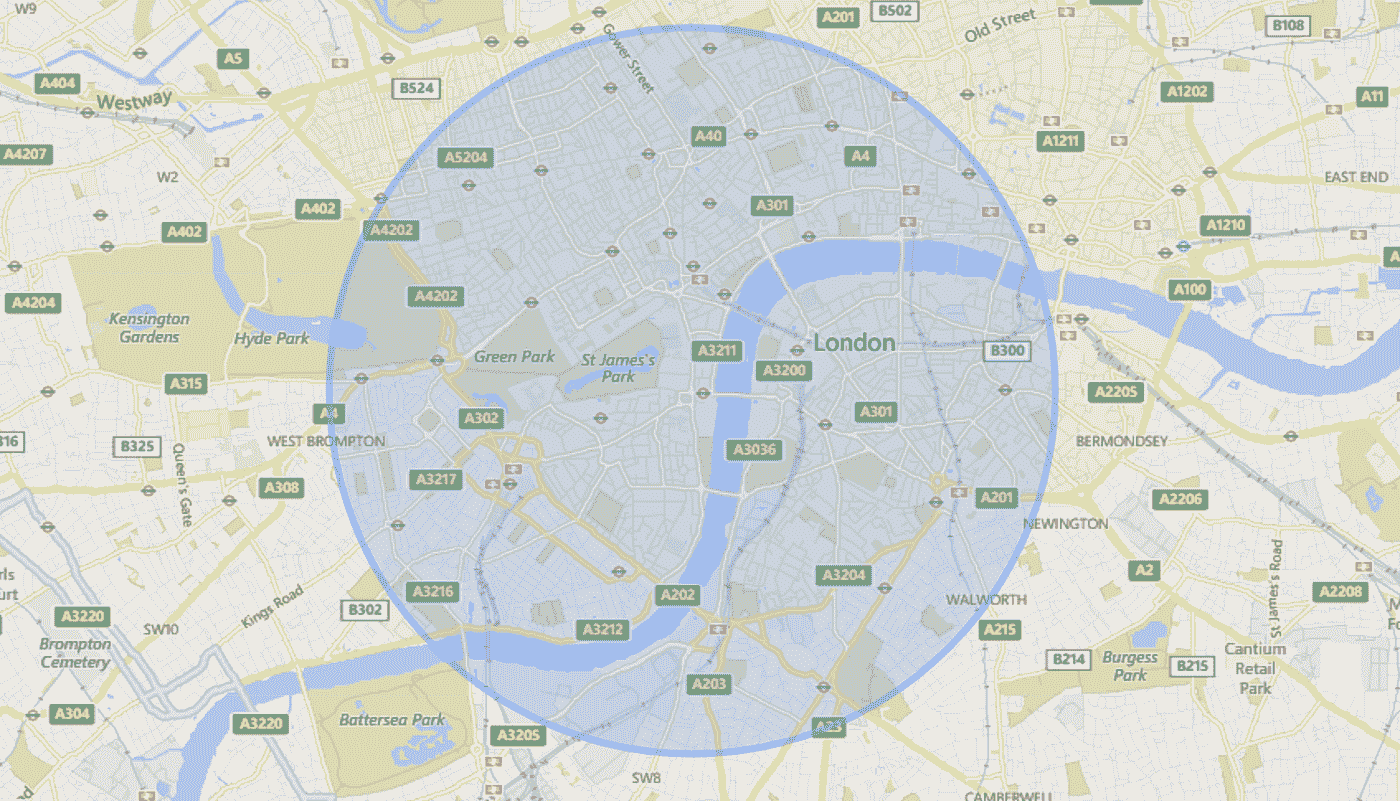 W9
A201
B502
Old Street
B108
A5
Gower Street
A404
B524
Westway
A1202
A11
A40
A1211
A4207
A5204
A4
W2
EAST END
A402
A301
A402
A4202
A1210
A4204
A4202
A100
Kensington
Gardens
Hyde Park
Green Park
St James's
Park
A3211
London
B300
A3200
A315
A2205
A4
A302
A301
B325
WEST BROMPTON
BERMONDSEY
Queen's Gate
A3036
A308
A3217
A201
A2206
NEWINGTON
A3204
A2
A3216
A202
WALWORTH
A2208
B302
Kings Road
A3220
SW10
A3212
A215
St James's Road
Brompton
Cemetery
B214
Burgess
Park
B215
Cantium
Retail
Park
A203
A304
A3220
Battersea Park
A3205
A23
SW8
CAMBERWELL